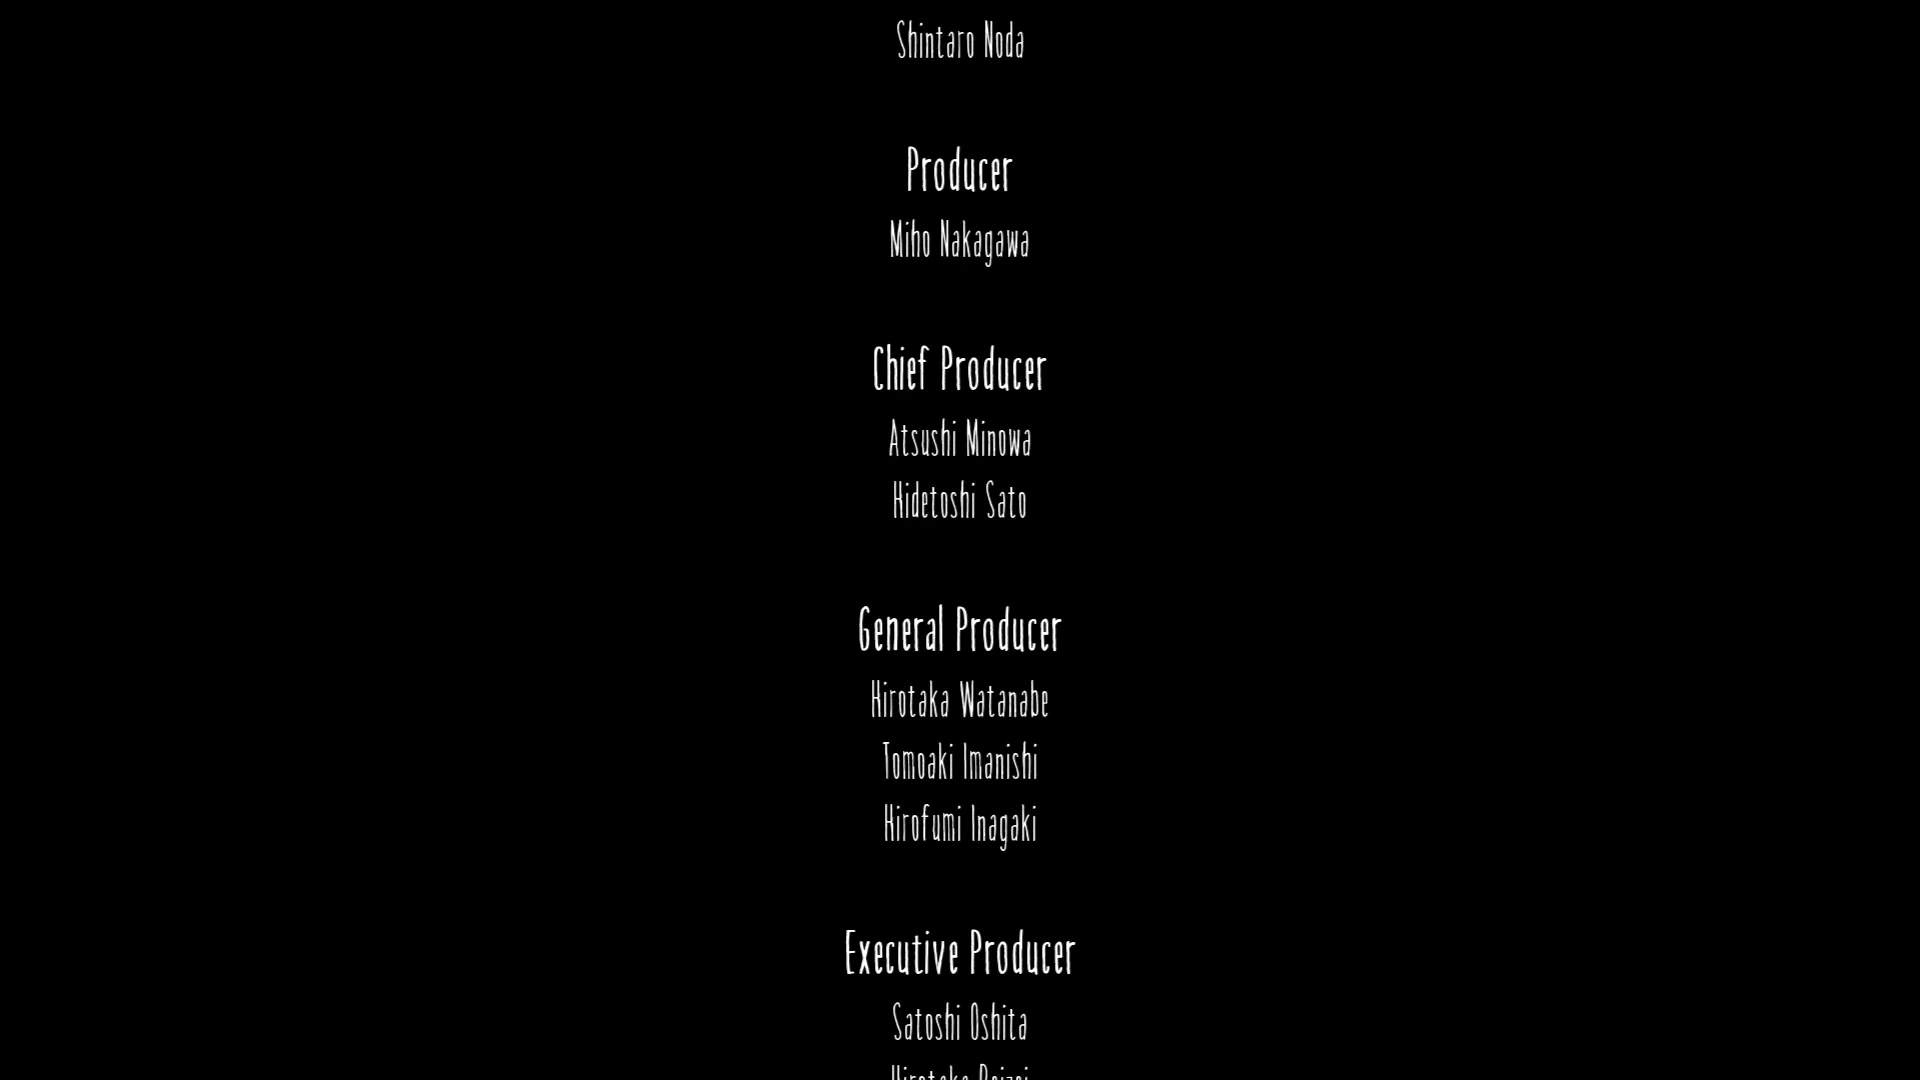 Shintaro Noda
Producer
Miho Nakagawa
Chief Producer
Atsushi Minowa
Hidetoshi Sato
General Producer
Hirotaka Watanabe
Tomoaki Imanishi
Hirofumi Inagaki
Executive Producer
Satoshi Oshita
Hirotaka